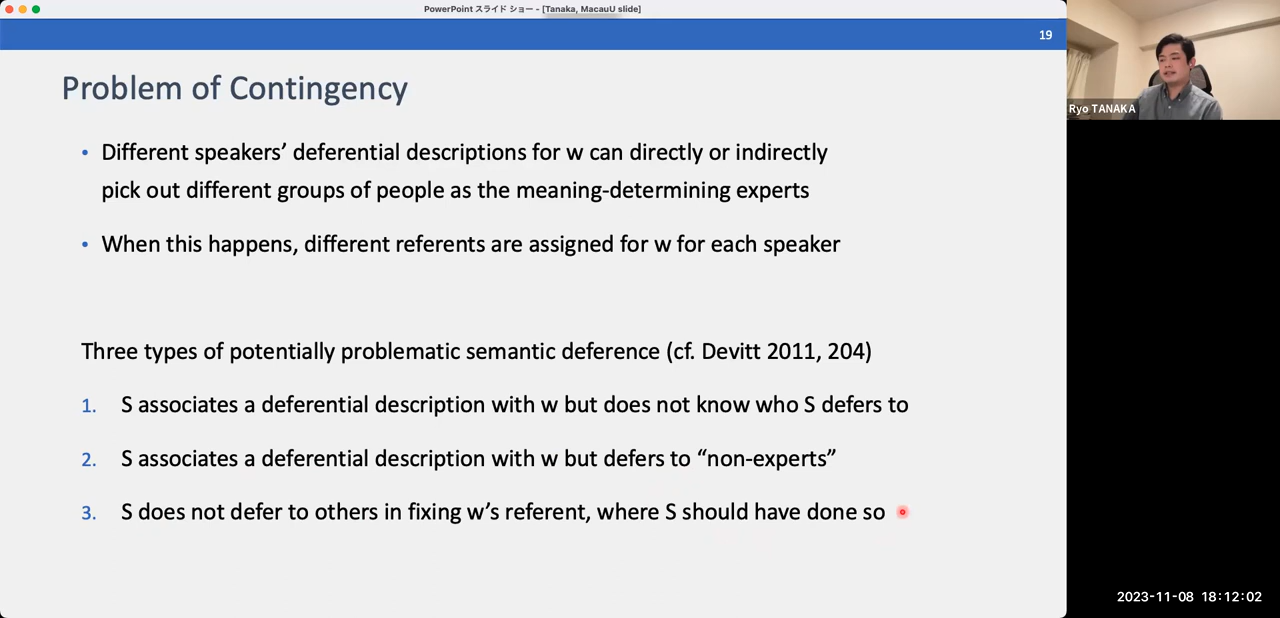 PowerPoint スライド ショー - [Tanaka, MacauU slide]
19
Problem of Contingency
• Different speakers’ deferential descriptions for w can directly or indirectly
pick out different groups of people as the meaning-determining experts
• When this happens, different referents are assigned for w for each speaker
Three types of potentially problematic semantic deference (cf. Devitt 2011, 204)
1. S associates a deferential description with w but does not know who S defers to
2. S associates a deferential description with w but defers to “non-experts”
3. S does not defer to others in fixing w’s referent, where S should have done so
Ryo TANAKA
2023-11-08 18:12:02